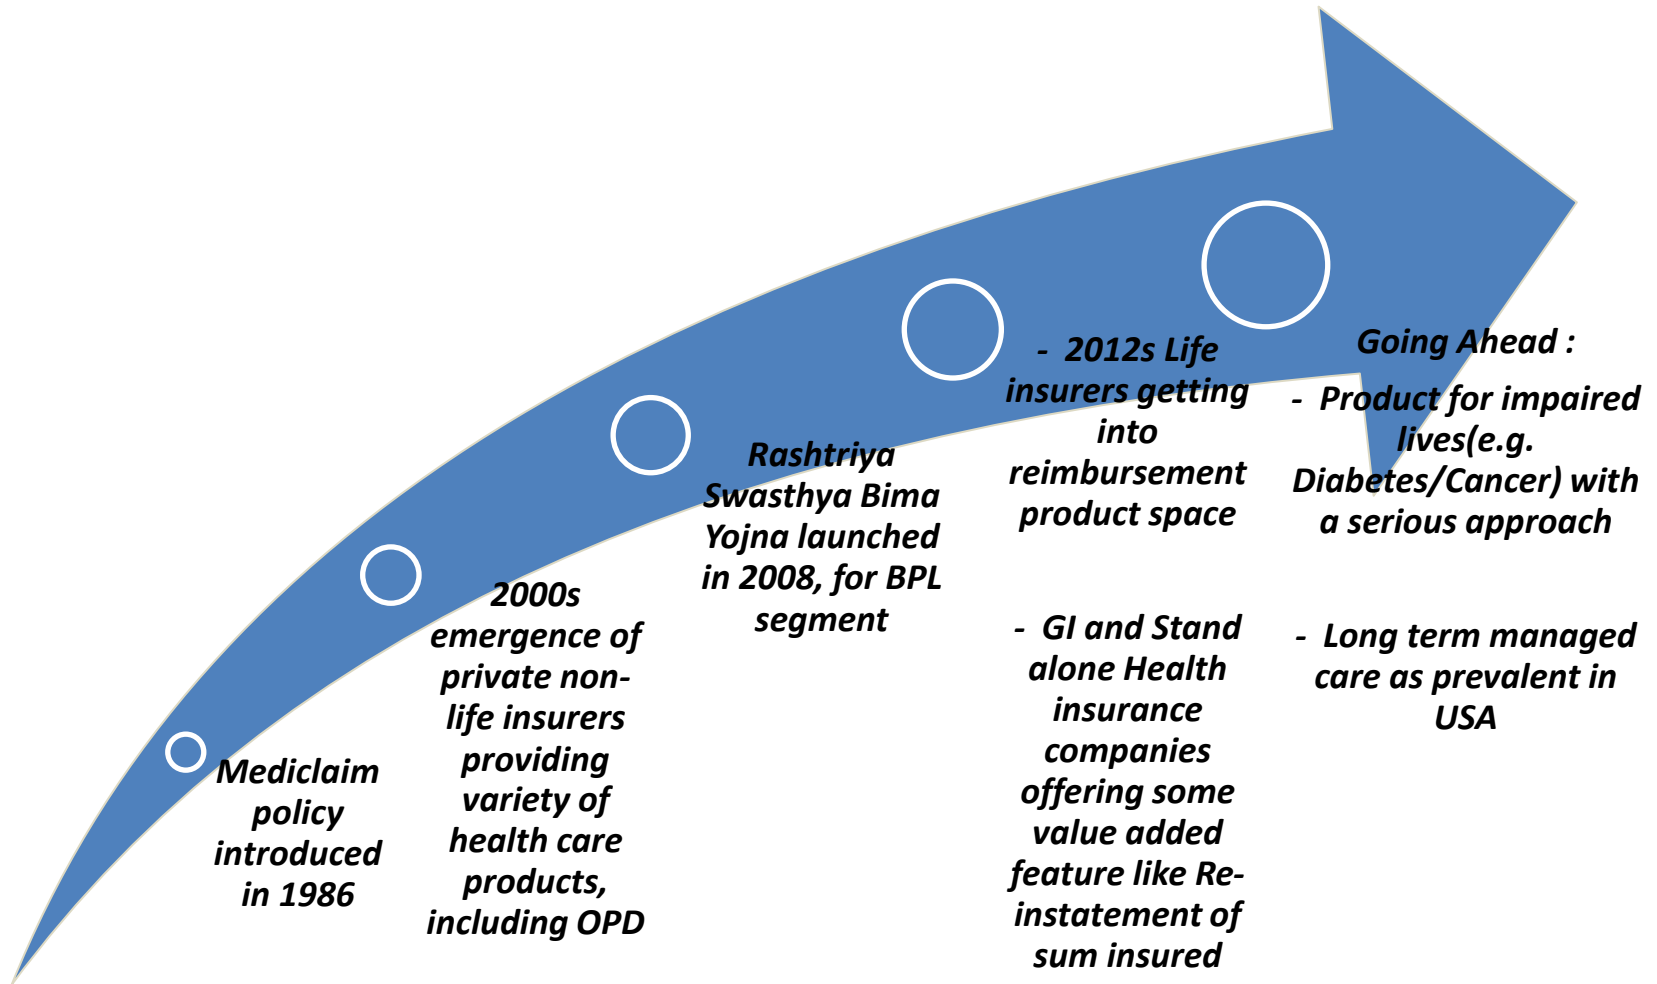 Mediclaim
policy
introduced
in 1986
2000s
emergence of
private non-
life insurers
providing
variety of
health care
products,
including OPD
Rashtriya
Swasthya Bima
Yojna launched
in 2008, for BPL
segment
- 2012s Life
insurers getting
into
reimbursement
product space
- GI and Stand
alone Health
insurance
companies
offering some
value added
feature like Re-
instatement of
sum insured
Going Ahead :
- Product for impaired
lives(e.g.
Diabetes/Cancer) with
a serious approach
- Long term managed
care as prevalent in
USA